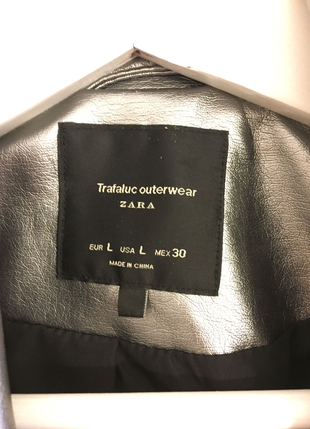 Trafaluc outerwear
ZARA
EUR L USA L MEX 30
MADE IN CHINA